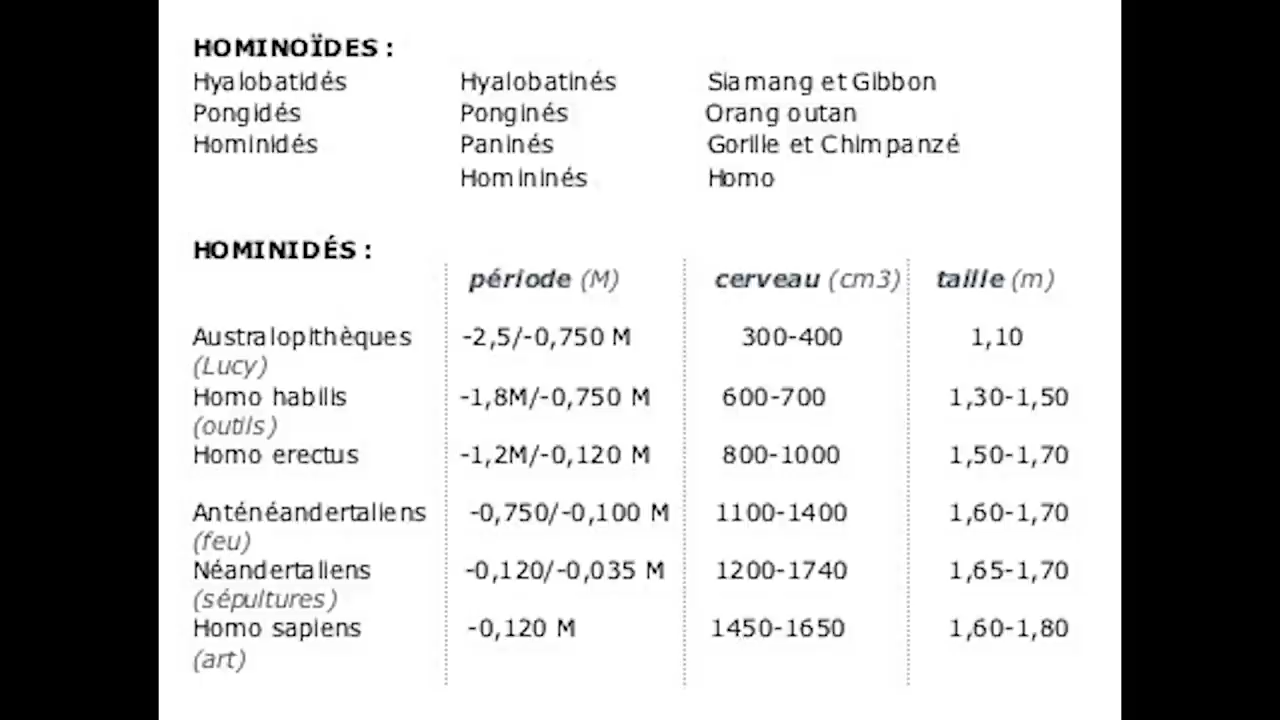 HOMINOÏDES :
Hyalobatidés Hyalobatinés Siamang et Gibbon
Pongidés Ponginés Orang outan
Hominidés Paninés Gorille et Chimpanzé
Homininés Homo
HOMINIDÉS :
période (M) cerveau (cm3) taille (m)
Australopithèques -2,5/-0,750 M 300-400 1,10
(Lucy)
Homo habilis -1,8M/-0,750 M 600-700 1,30-1,50
(outils)
Homo erectus -1,2M/-0,120 M 800-1000 1,50-1,70
Anténéandertaliens -0,750/-0,100 M 1100-1400 1,60-1,70
(feu)
Néandertaliens -0,120/-0,035 M 1200-1740 1,65-1,70
(sépultures)
Homo sapiens -0,120 M 1450-1650 1,60-1,80
(art)